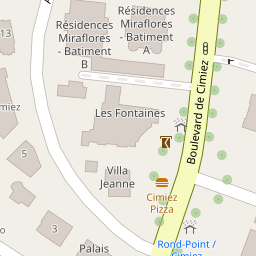 Résidences
Miraflores
- Batiment
B
Résidences
Miraflores
- Batiment
A
13
Les Fontaines
Boulevard de Cimiez
Villa
Jeanne
Cimiez
Pizza
5
3
Palais
Rond-Point /
Cimiez